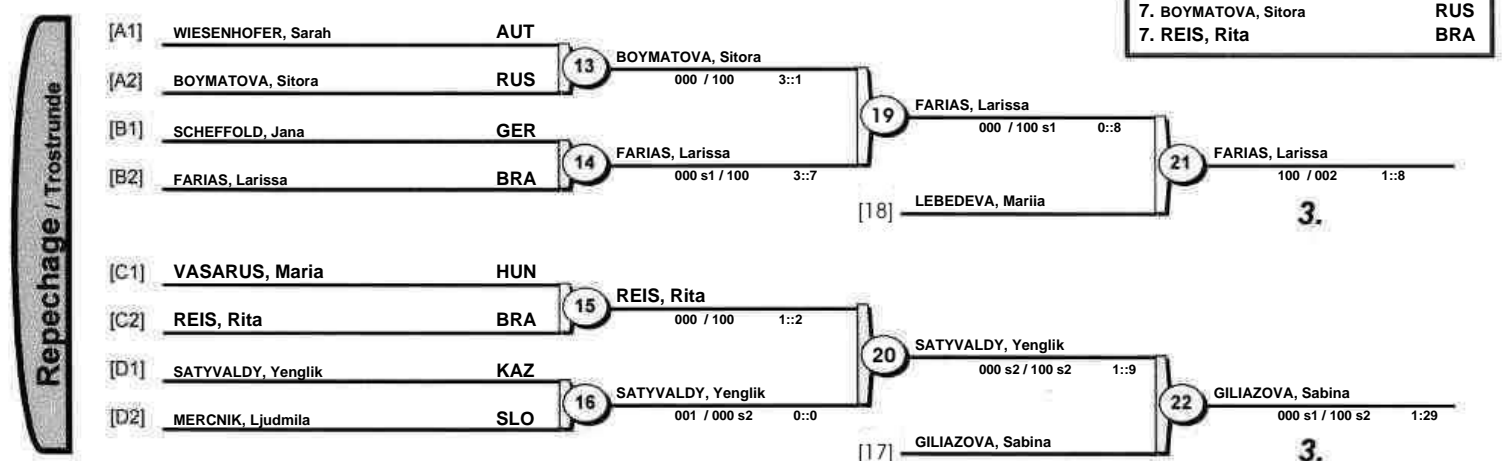 7. BOYMATOVA, Sitora RUS
7. REIS, Rita BRA
Repechage / Trostrunde
[A1] WIESENHOFER, Sarah AUT
13
BOYMATOVA, Sitora
000 / 100 3::1
[A2] BOYMATOVA, Sitora RUS
19
FARIAS, Larissa
000 / 100 s1 0::8
[B1] SCHEFFOLD, Jana GER
14
FARIAS, Larissa
000 s1 / 100 3::7
[B2] FARIAS, Larissa BRA
21
FARIAS, Larissa
100 / 002 1::8
[18] LEBEDEVA, Mariia
3.
[C1] VASARUS, Maria HUN
15
REIS, Rita
000 / 100 1::2
[C2] REIS, Rita BRA
20
SATYVALDY, Yenglik
000 s2 / 100 s2 1::9
[D1] SATYVALDY, Yenglik KAZ
16
SATYVALDY, Yenglik
001 / 000 s2 0::0
[D2] MERCNIK, Ljudmila SLO
22
GILIAZOVA, Sabina
000 s1 / 100 s2 1:29
[17] GILIAZOVA, Sabina
3.